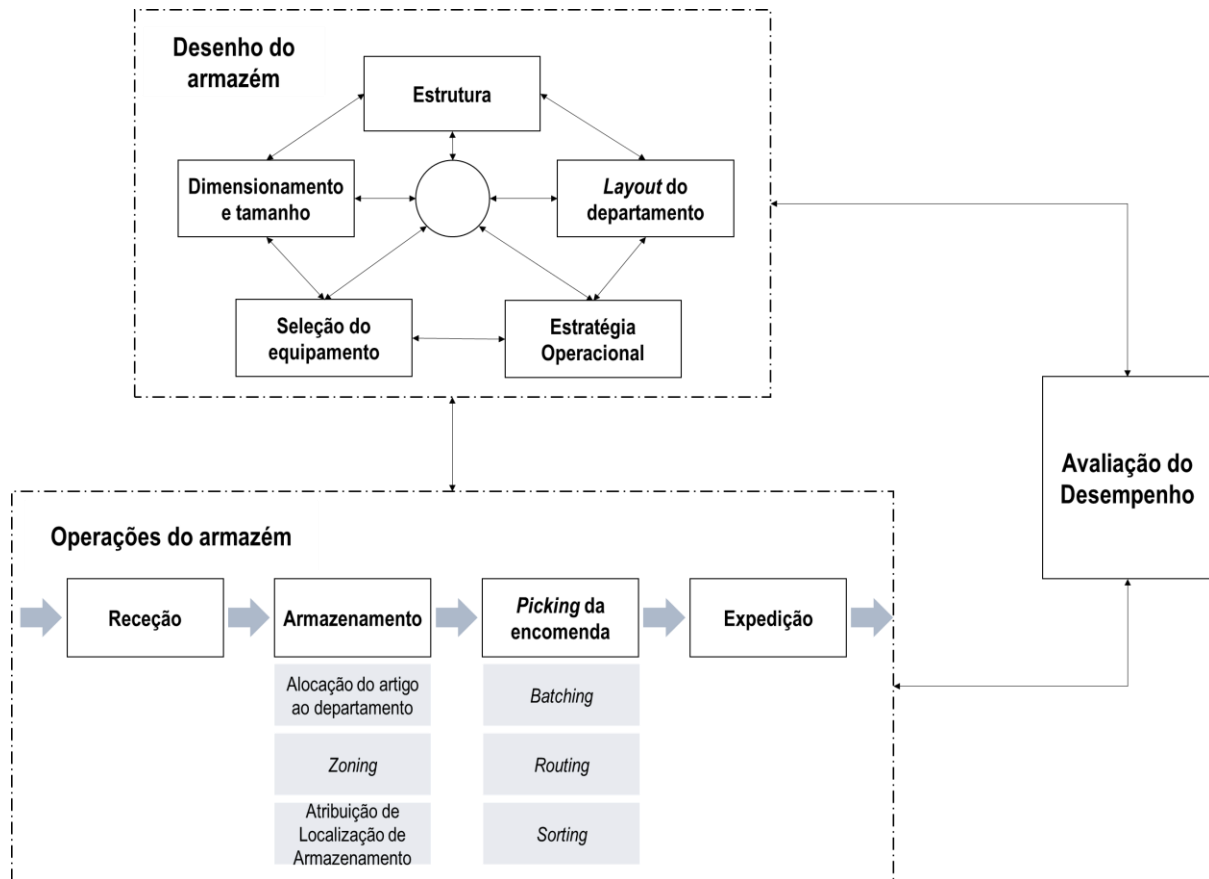 Desenho do
armazém
Estrutura
Dimensionamento
e tamanho
Layout do
departamento
Seleção do
equipamento
Estratégia
Operacional
Avaliação do
Desempenho
Operações do armazém
Receção
Armazenamento
Picking da
encomenda
Expedição
Alocação do artigo
ao departamento
Batching
Zoning
Routing
Atribuição de
Localização de
Armazenamento
Sorting